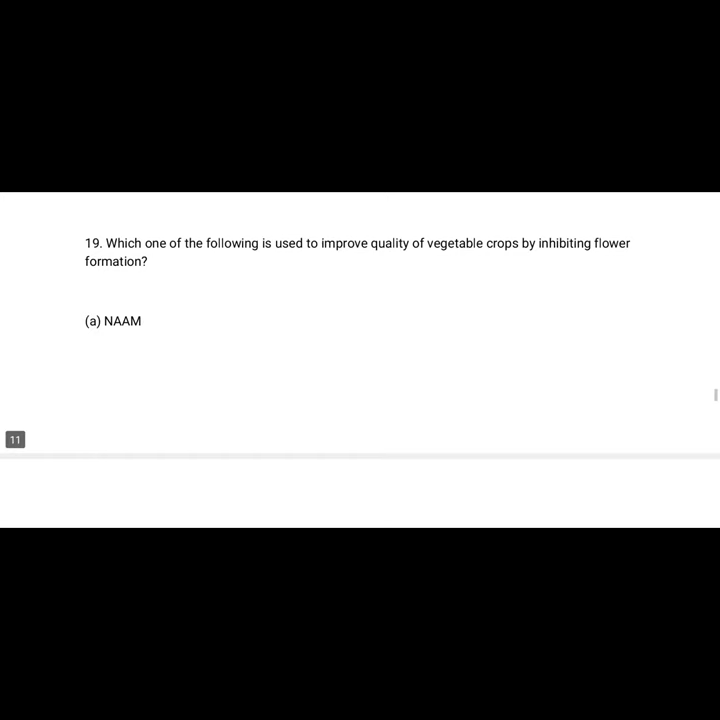 19. Which one of the following is used to improve quality of vegetable crops by inhibiting flower
formation?
(a) NAAM
11